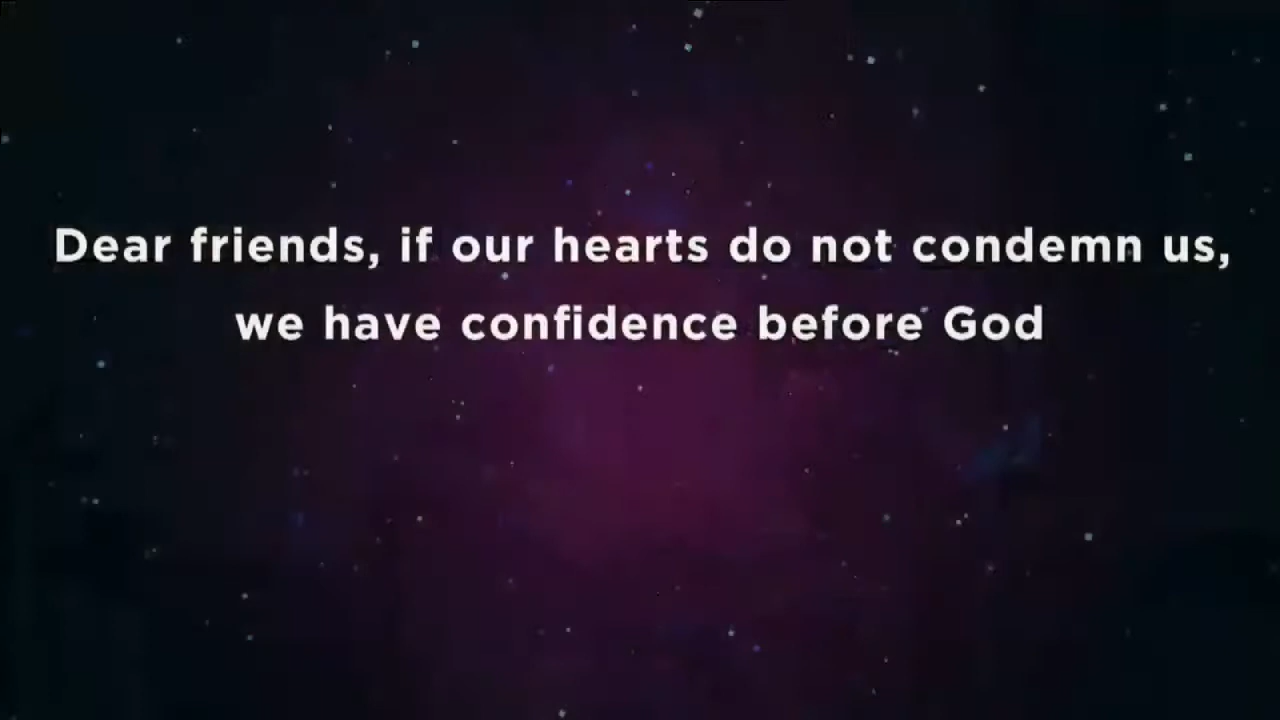 Dear friends, if our hearts do not condemn us,
we have confidence before God